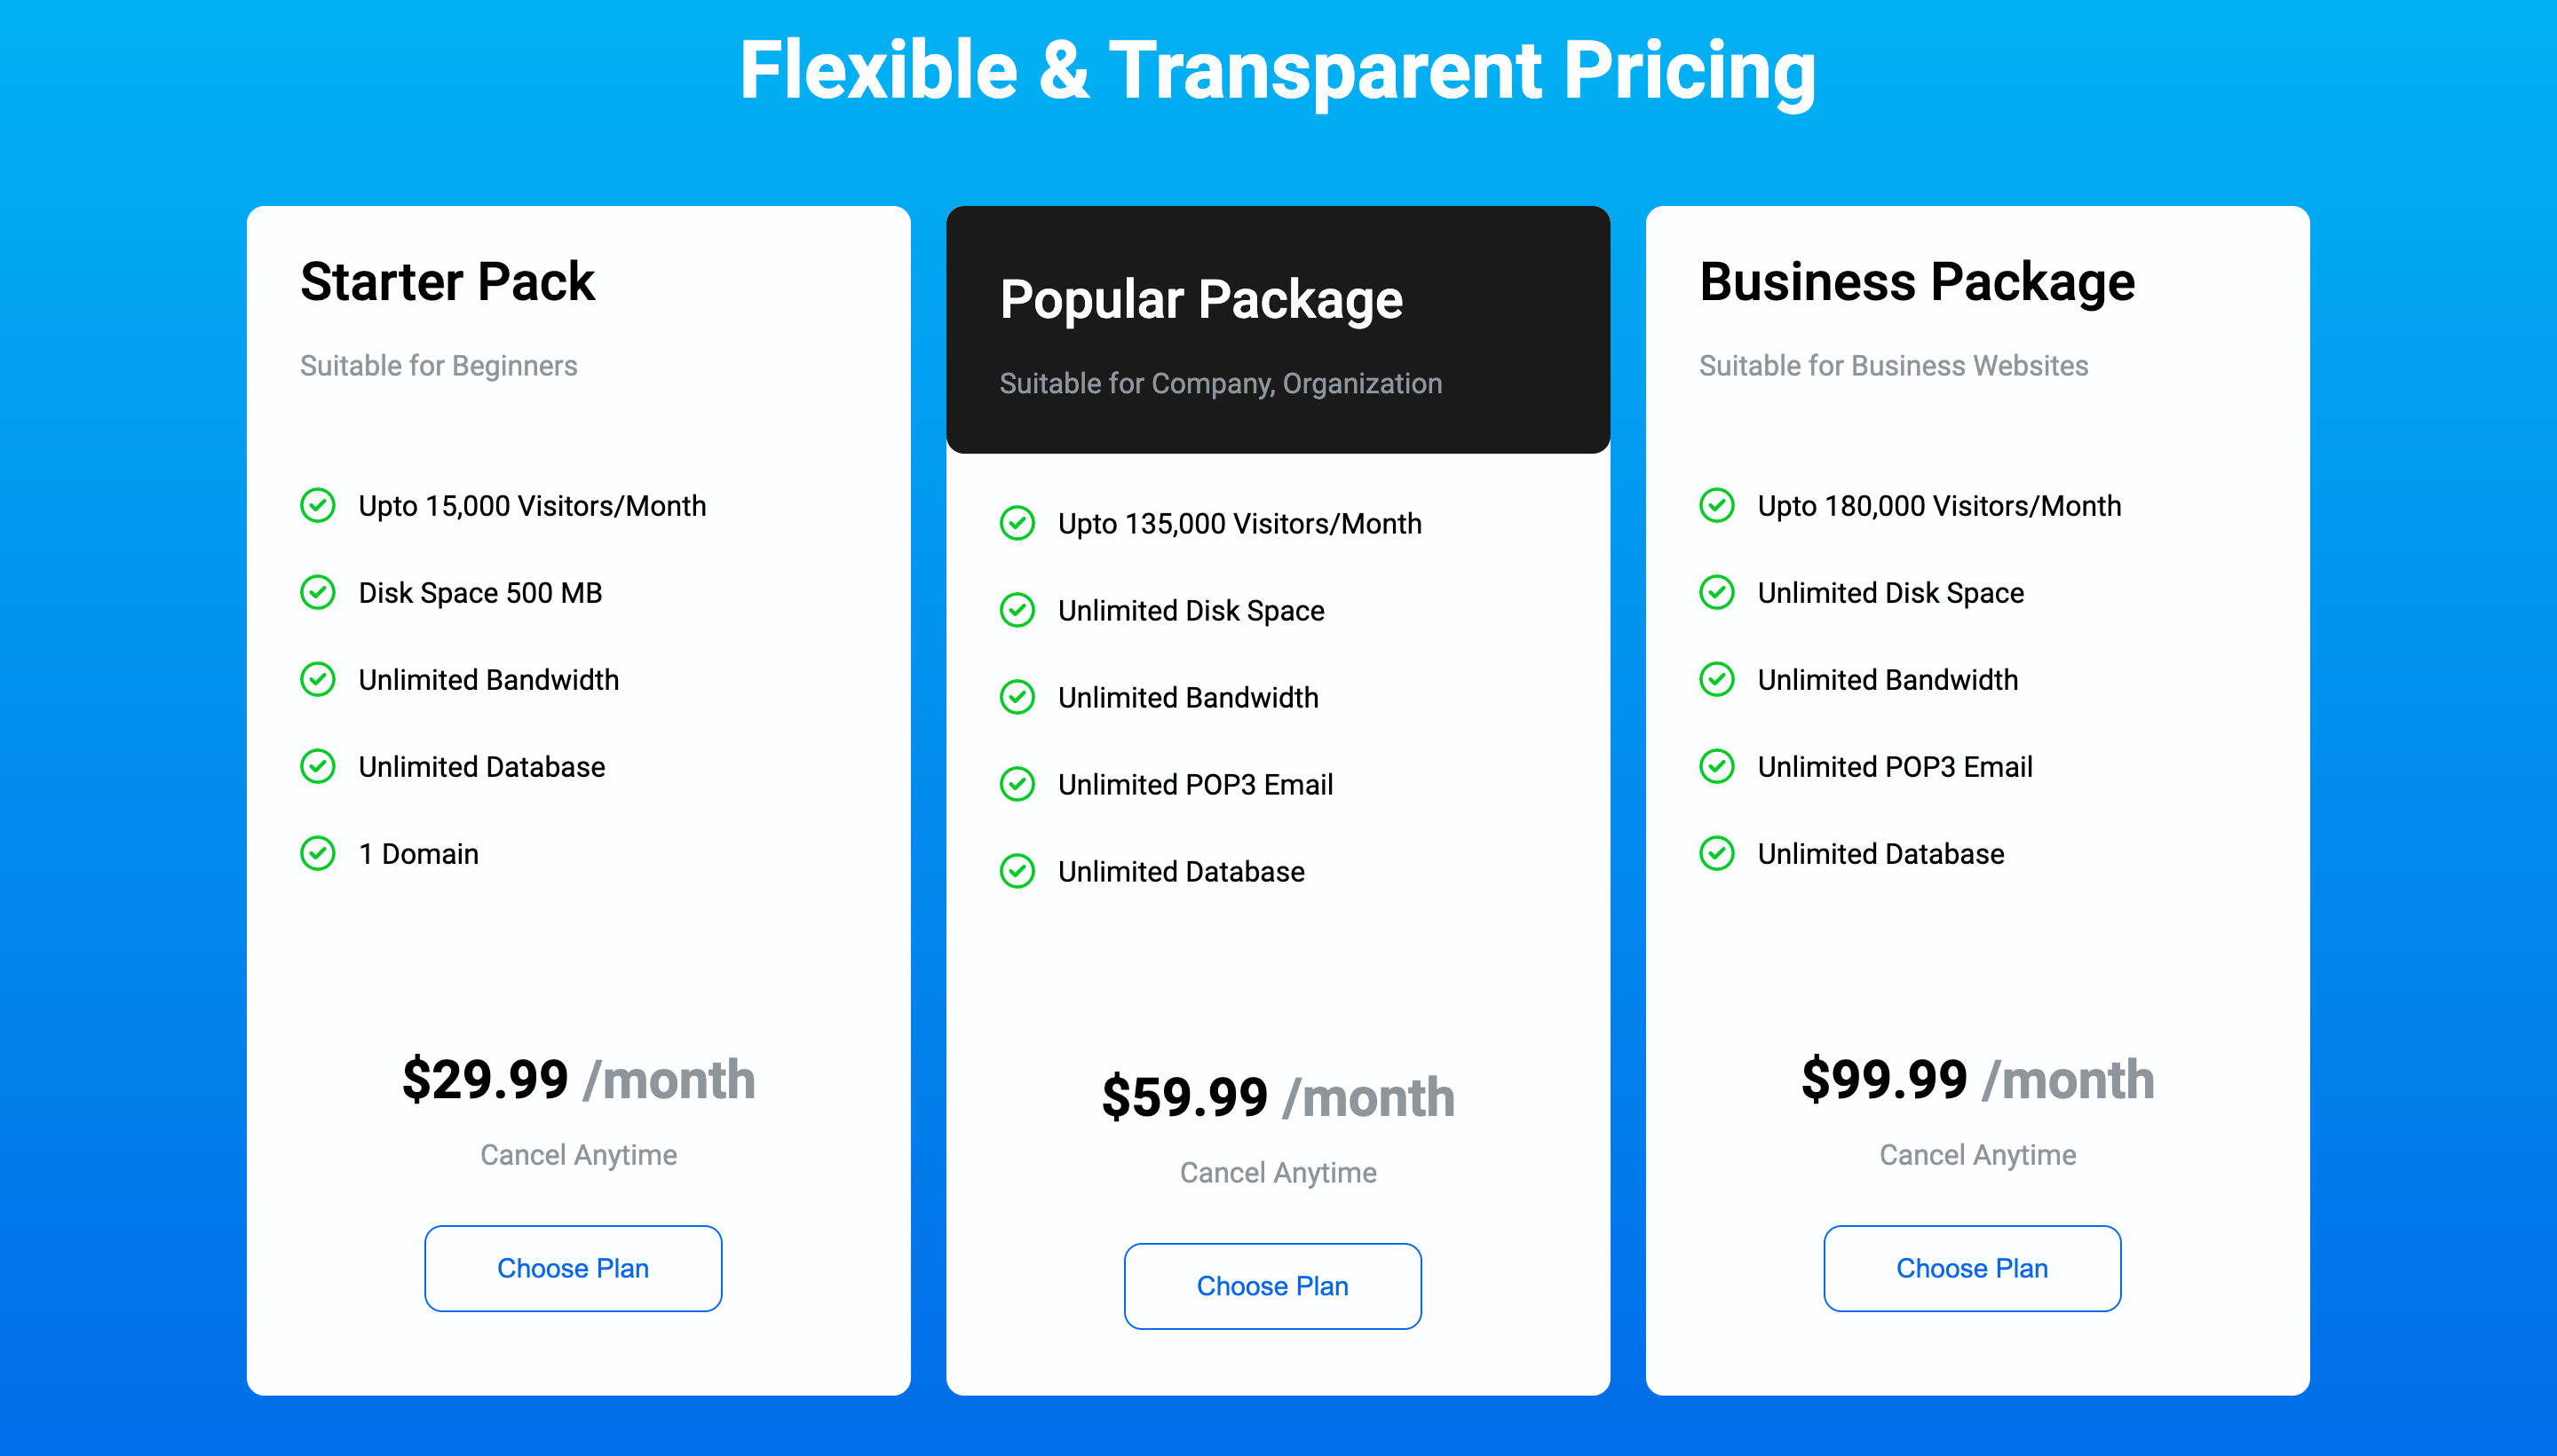 Flexible & Transparent Pricing
Starter Pack
Suitable for Beginners
Upto 15,000 Visitors/Month
Disk Space 500 MB
Unlimited Bandwidth
Unlimited Database
1 Domain
$29.99 /month
Cancel Anytime
Choose Plan
Popular Package
Suitable for Company, Organization
Upto 135,000 Visitors/Month
Unlimited Disk Space
Unlimited Bandwidth
Unlimited POP3 Email
Unlimited Database
$59.99 /month
Cancel Anytime
Choose Plan
Business Package
Suitable for Business Websites
Upto 180,000 Visitors/Month
Unlimited Disk Space
Unlimited Bandwidth
Unlimited POP3 Email
Unlimited Database
$99.99 /month
Cancel Anytime
Choose Plan